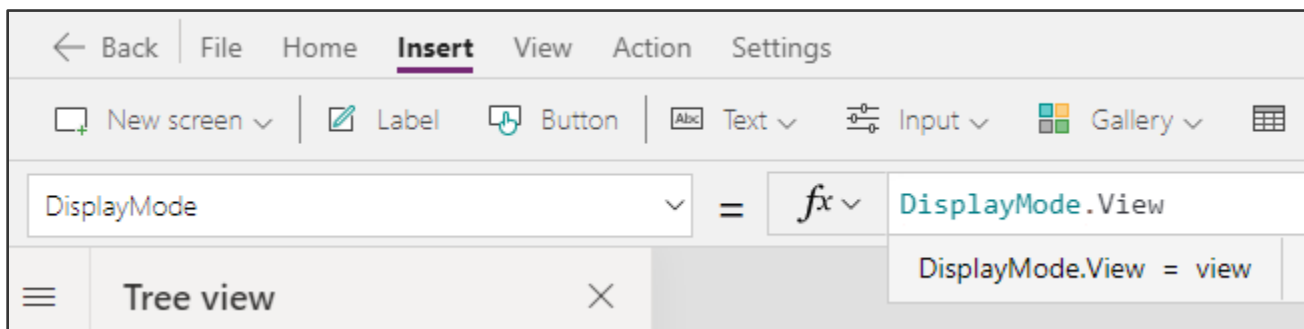 Back File Home Insert View Action Settings
New screen Label Button Abc Text Input Gallery
DisplayMode = fx DisplayMode.View
DisplayMode.View = view
Tree view